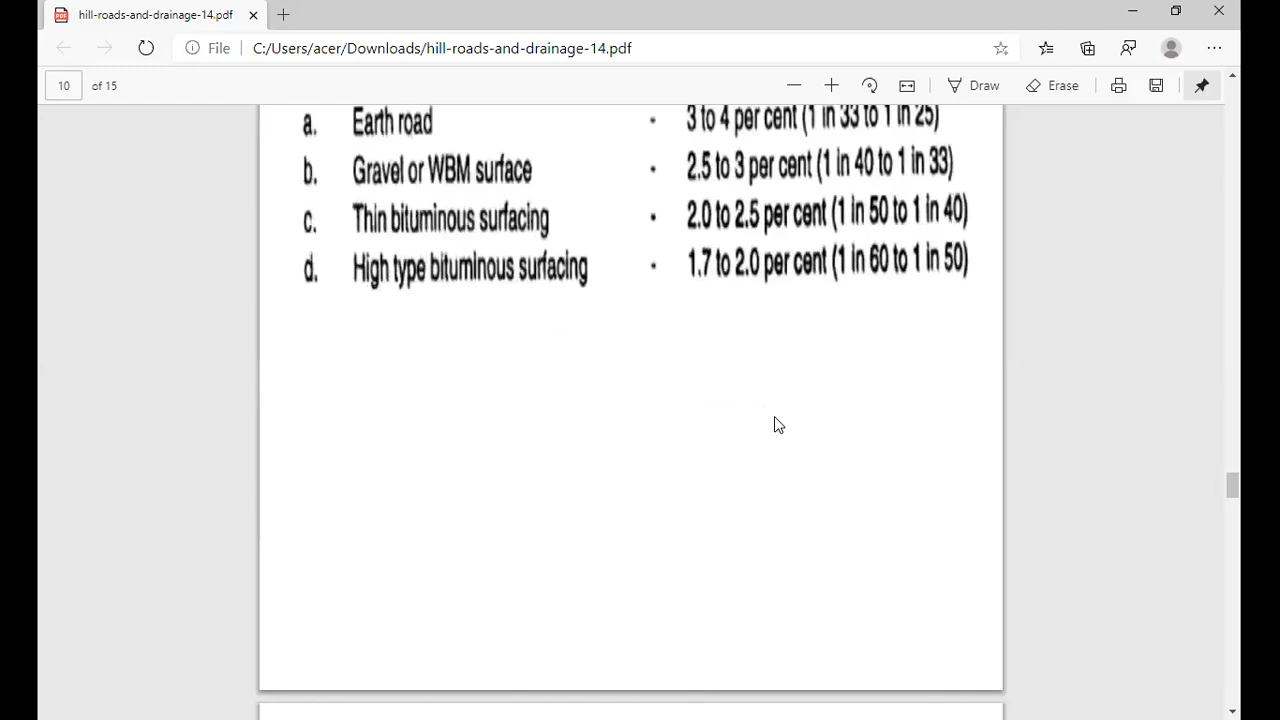 hill-roads-and-drainage-14.pdf
File C:/Users/acer/Downloads/hill-roads-and-drainage-14.pdf
10 of 15 Draw Erase
a. Earth road - 3 to 4 per cent (1 in 33 to 1 in 25)
b. Gravel or WBM surface - 2.5 to 3 per cent (1 in 40 to 1 in 33)
c. Thin bituminous surfacing - 2.0 to 2.5 per cent (1 in 50 to 1 in 40)
d. High type bituminous surfacing - 1.7 to 2.0 per cent (1 in 60 to 1 in 50)